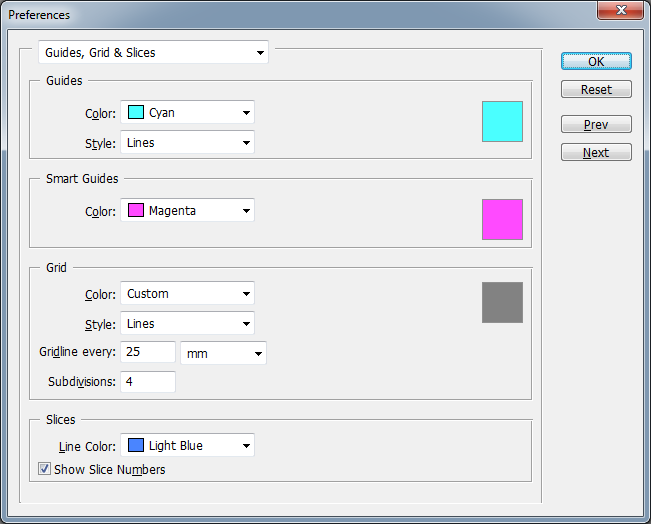 Preferences
Guides, Grid & Slices
OK
Reset
Prev
Next
Guides
Color: Cyan
Style: Lines
Smart Guides
Color: Magenta
Grid
Color: Custom
Style: Lines
Gridline every: 25 mm
Subdivisions: 4
Slices
Line Color: Light Blue
Show Slice Numbers